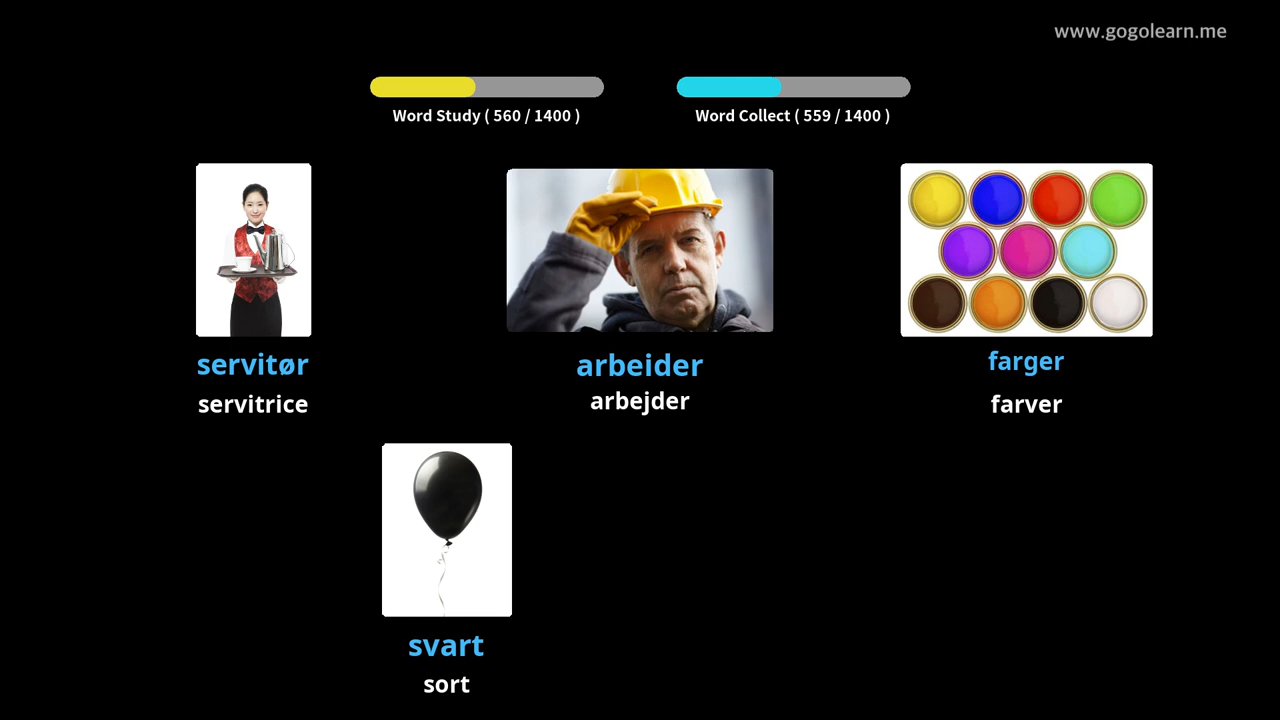 www.gogolearn.me
Word Study ( 560 / 1400 )
Word Collect ( 559 / 1400 )
servitør
servitrice
arbeider
arbejder
farger
farver
svart
sort